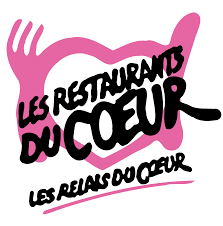 LES RESTAURANTS
DU COEUR
LES RELAIS DU CŒUR